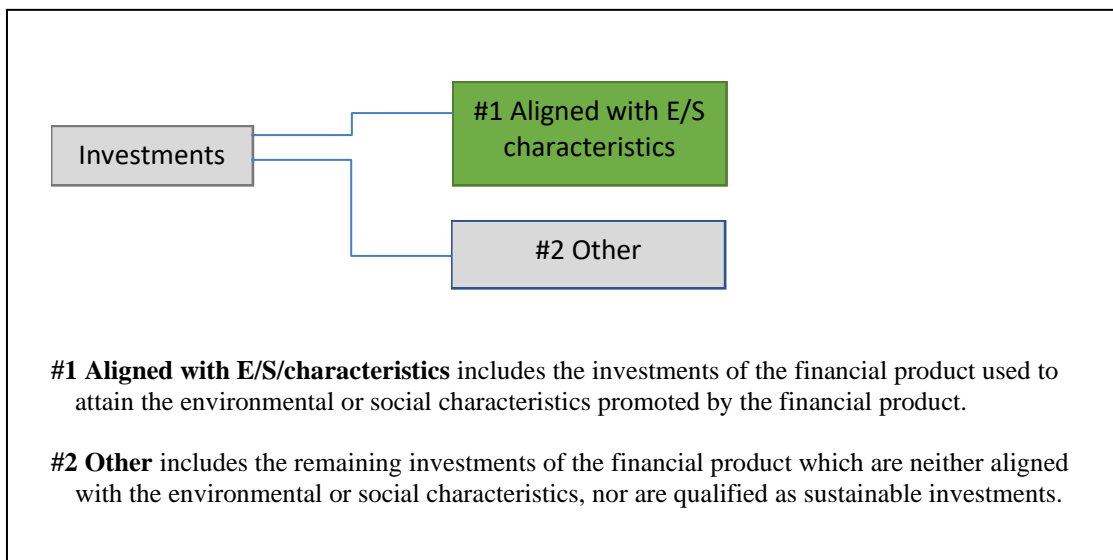 #1 Aligned with E/S
characteristics
Investments
#2 Other
#1 Aligned with E/S/characteristics includes the investments of the financial product used to
attain the environmental or social characteristics promoted by the financial product.
#2 Other includes the remaining investments of the financial product which are neither aligned
with the environmental or social characteristics, nor are qualified as sustainable investments.